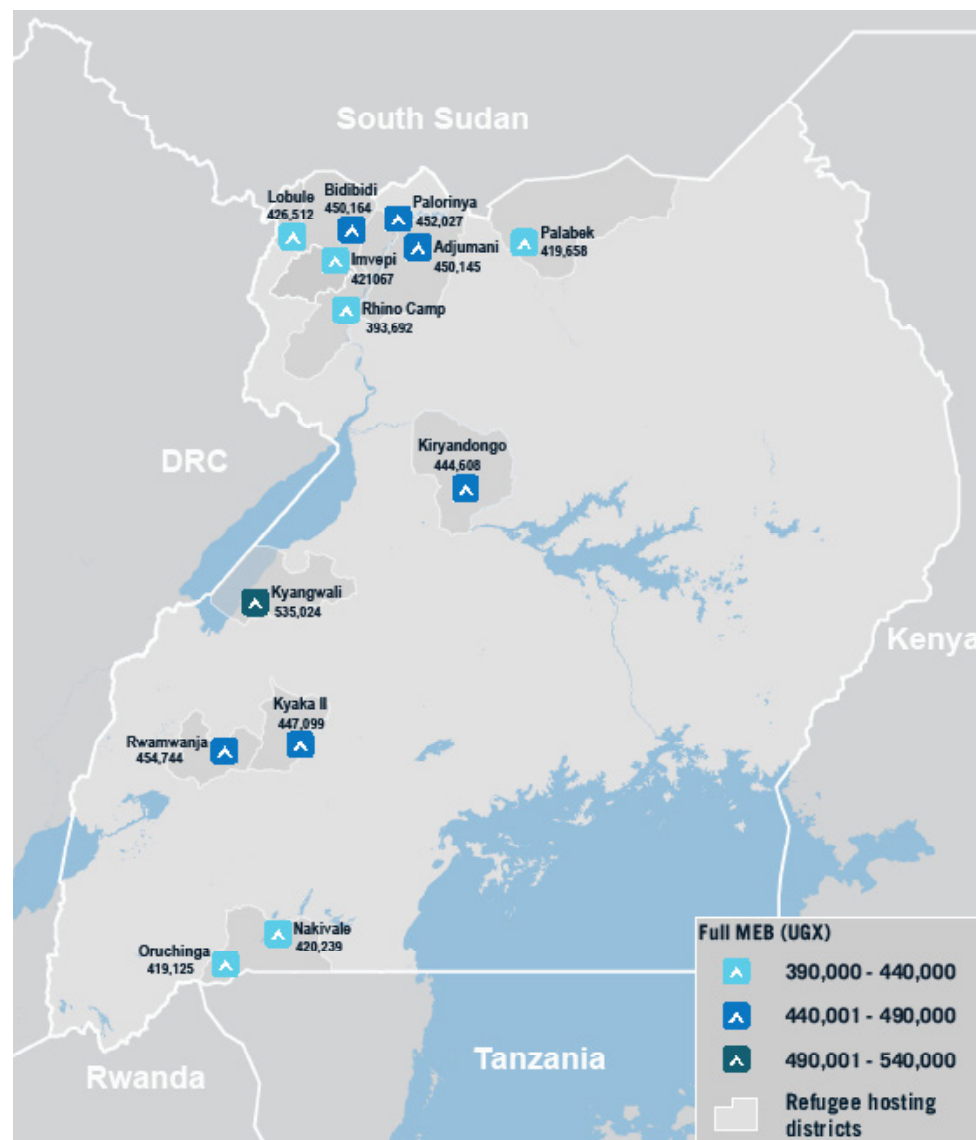 South Sudan
Lobule
426,512
Bidibidi
450,164
Palorinya
452,027
Adjumani
450,145
Palabek
419,658
Imvepi
421067
Rhino Camp
393,692
DRC
Kiryandongo
444,608
Kyangwali
535,024
Kenya
Kyaka II
447,099
Rwamwanja
454,744
Nakivale
420,239
Oruchinga
419,125
Rwanda
Tanzania
Full MEB (UGX)
390,000 - 440,000
440,001 - 490,000
490,001 - 540,000
Refugee hosting
districts